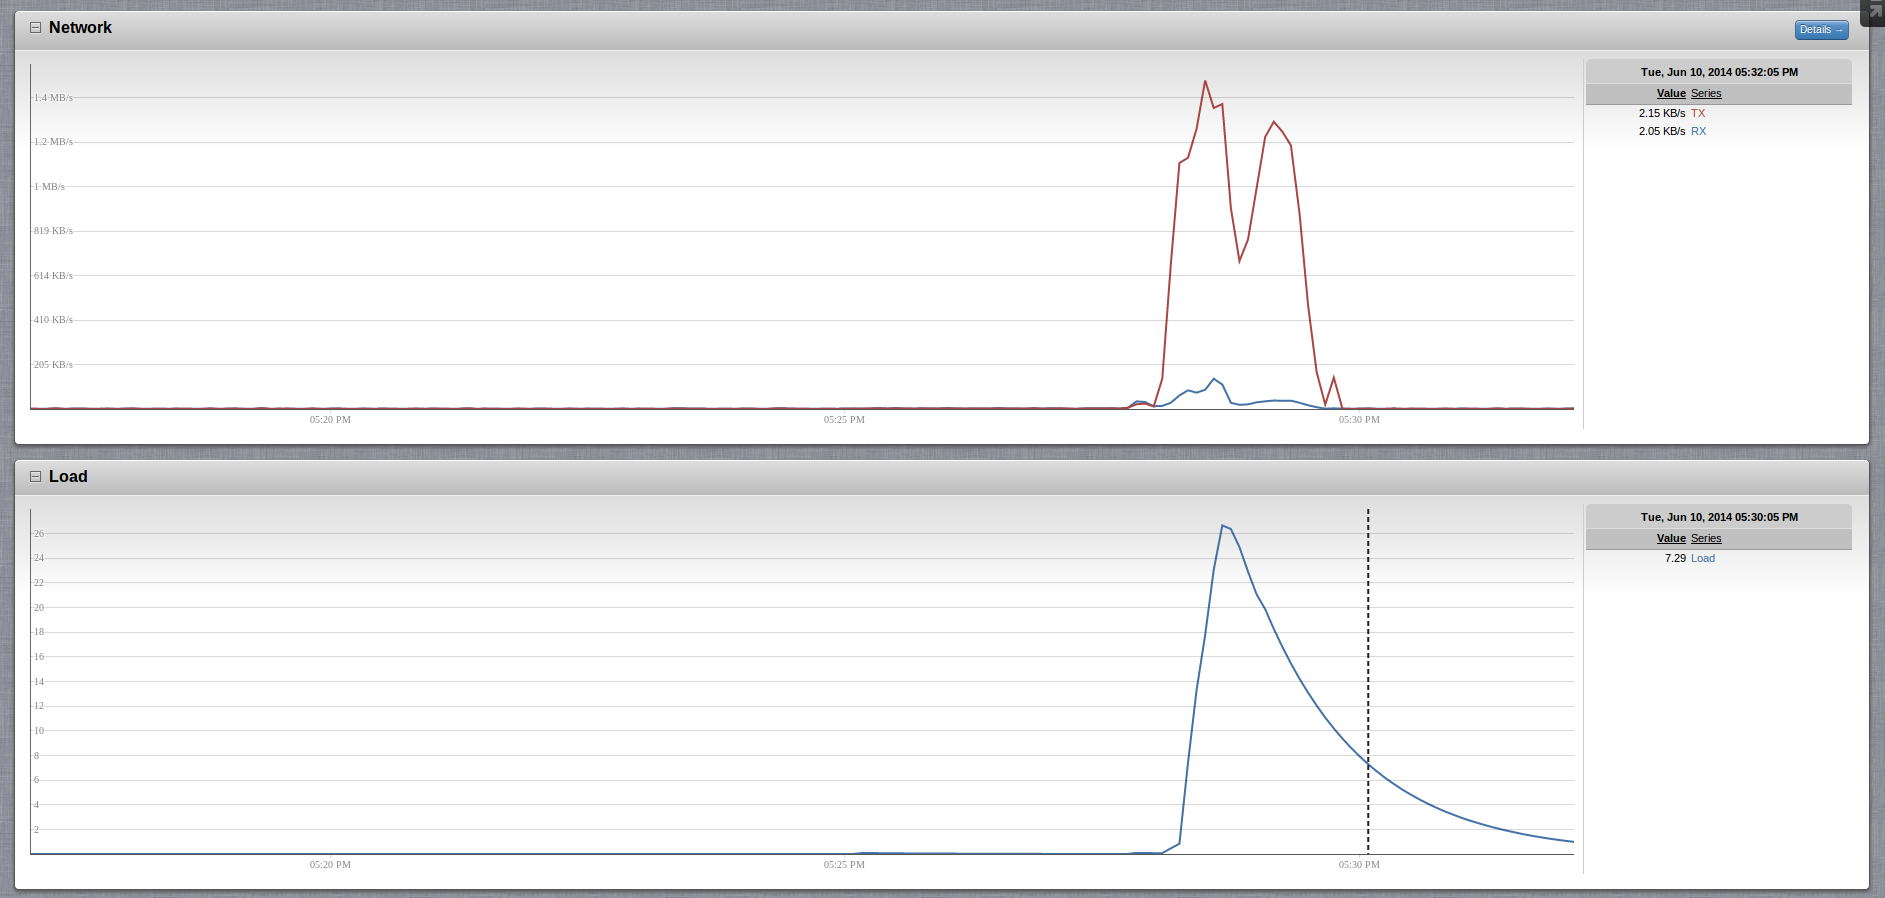 Network
Details →
1.4 MB/s
1.2 MB/s
1 MB/s
819 KB/s
614 KB/s
410 KB/s
205 KB/s
05:20 PM 05:25 PM 05:30 PM
Tue, Jun 10, 2014 05:32:05 PM
Value Series
2.15 KB/s TX
2.05 KB/s RX
Load
26
24
22
20
18
16
14
12
10
8
6
4
2
05:20 PM 05:25 PM 05:30 PM
Tue, Jun 10, 2014 05:30:05 PM
Value Series
7.29 Load